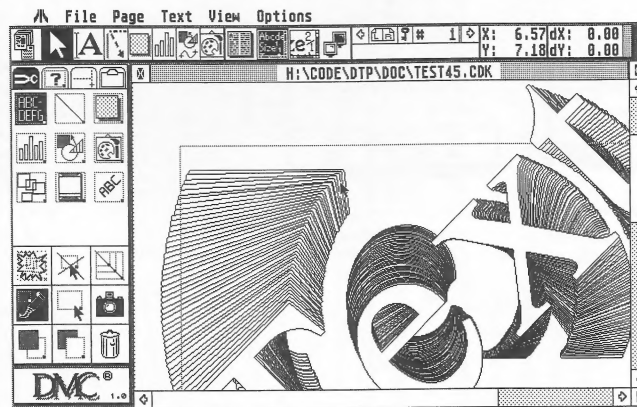 File Page Text View Options
? # 1 X: 6.57 dX: 0.00
Y: 7.18 dY: 0.00
H:\CODE\DTP\DOC\TEST45.CDK
ABC-
DEFG
ABC
TeXt
DMC®
1.0